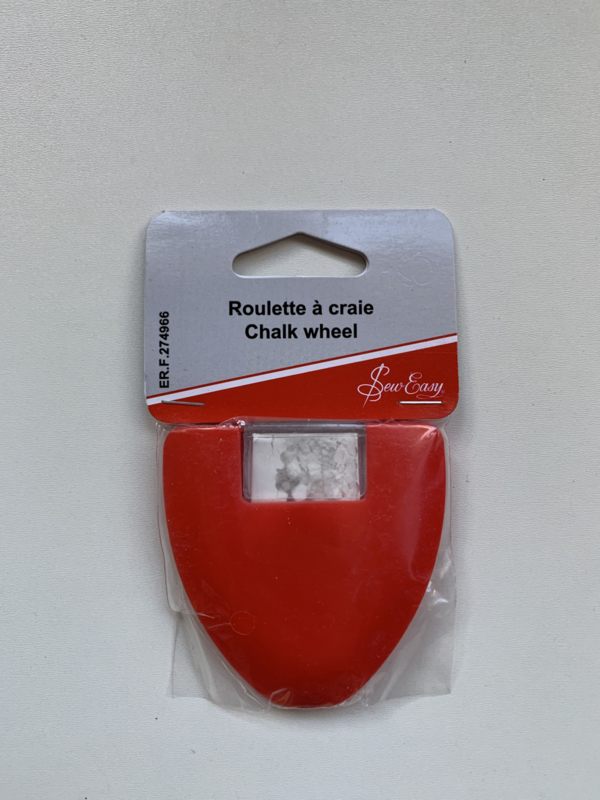 Roulette à craie
Chalk wheel
ER.F.274966
Sew Easy